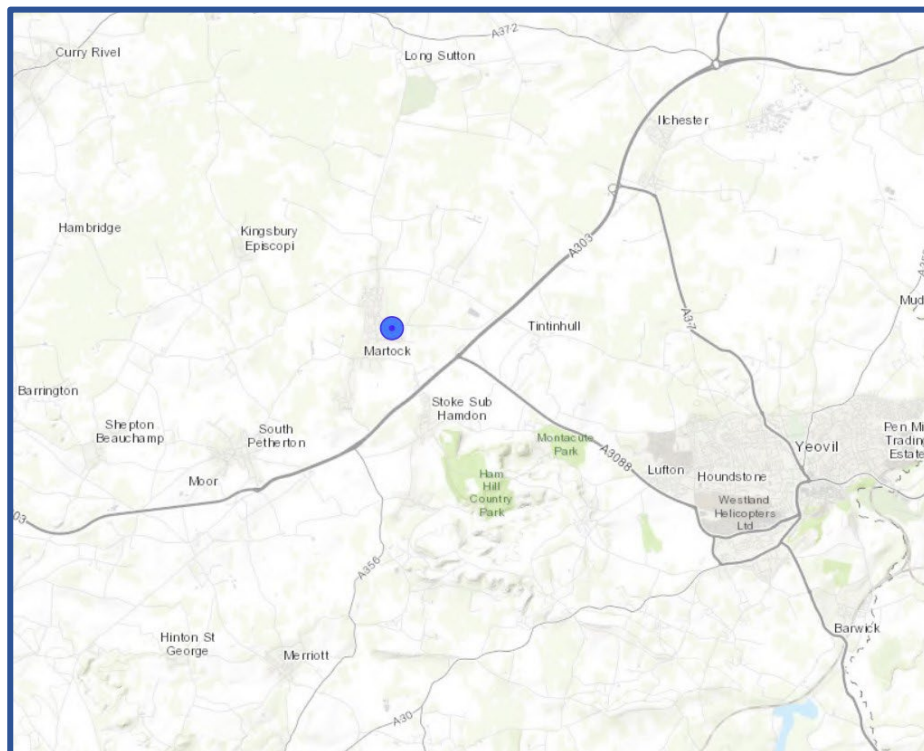 A372
Curry Rivel
Long Sutton
Ilchester
Hambridge
Kingsbury
Episcopi
A303
A37
Tintinhull
Martock
Barrington
Stoke Sub
Hamdon
Shepton
Beauchamp
South
Petherton
Montacute
Park
A3088
Yeovil
Lufton
Houndstone
Ham
Hill
Country
Park
Moor
Westland
Helicopters
Ltd
03
A356
Hinton St
George
Merriott
Barwick
A30
Mud
Pen Mi
Trading
Estate